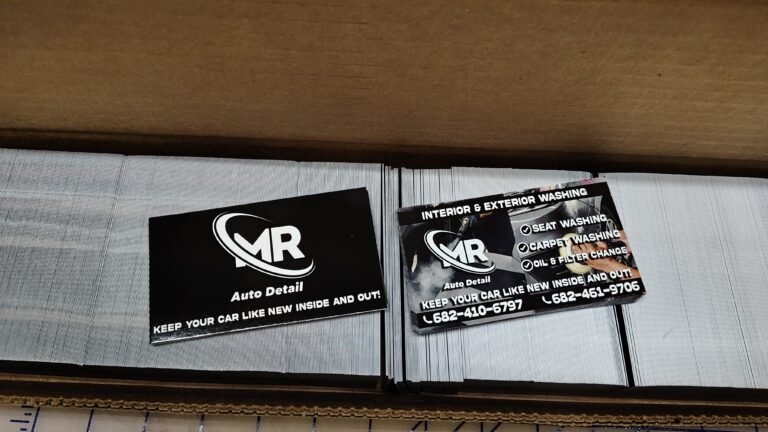 MR
Auto Detail
KEEP YOUR CAR LIKE NEW INSIDE AND OUT!
INTERIOR & EXTERIOR WASHING
SEAT WASHING
CARPET WASHING
OIL & FILTER CHANGE
MR
Auto Detail
KEEP YOUR CAR LIKE NEW INSIDE AND OUT!
682-410-6797 682-461-9706